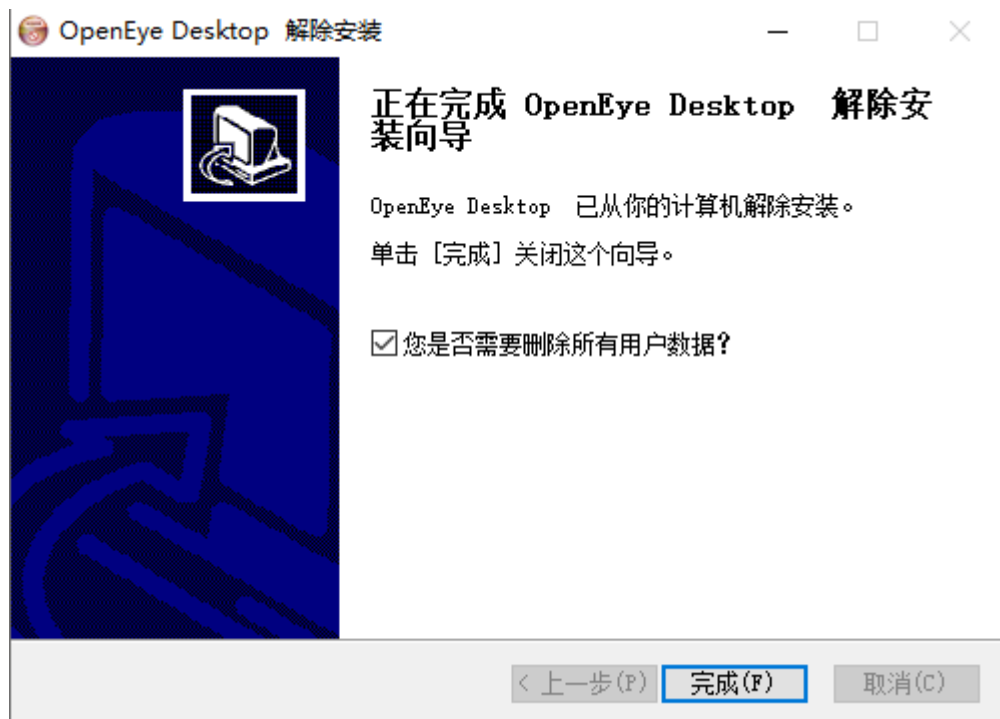 OpenEye Desktop 解除安装
正在完成 OpenEye Desktop 解除安
装向导
OpenEye Desktop 已从你的计算机解除安装。
单击 [完成] 关闭这个向导。
您是否需要删除所有用户数据?
< 上一步(P) 完成(F) 取消(C)